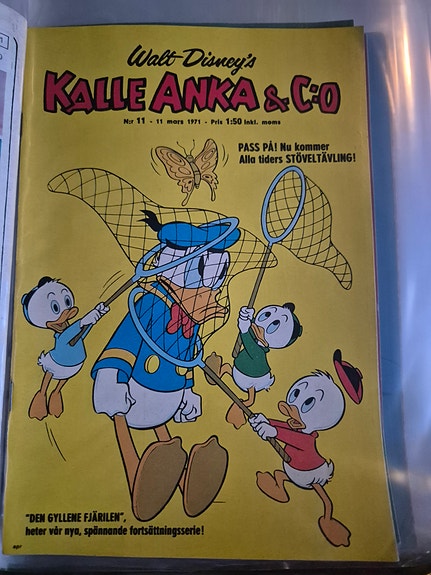 Walt Disney's
KALLE ANKA & C:O
N:r 11 • 11 mars 1971 • Pris 1:50 inkl. moms
PASS PÅ! Nu kommer
Alla tiders STÖVELTÄVLING!
"DEN GYLLENE FJÄRILEN",
heter vår nya, spännande fortsättningsserie!